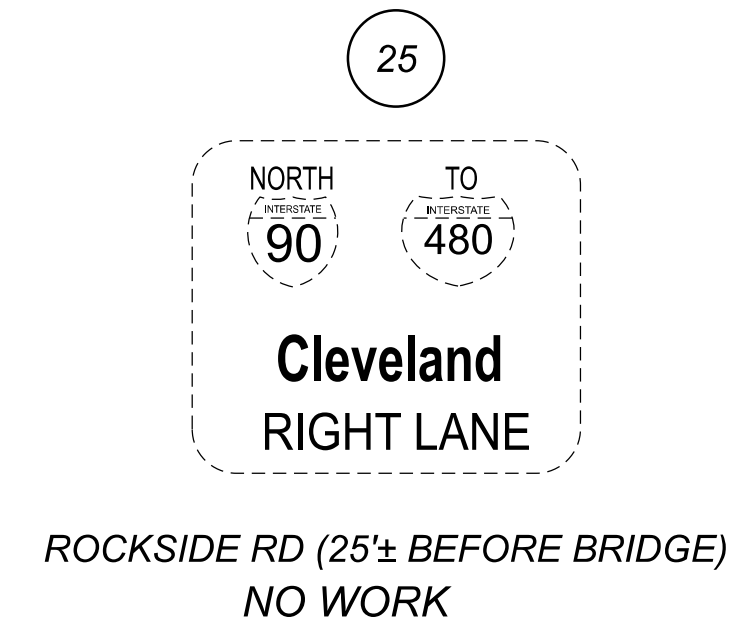 25
NORTH TO
INTERSTATE INTERSTATE
90 480
Cleveland
RIGHT LANE
ROCKSIDE RD (25'± BEFORE BRIDGE)
NO WORK